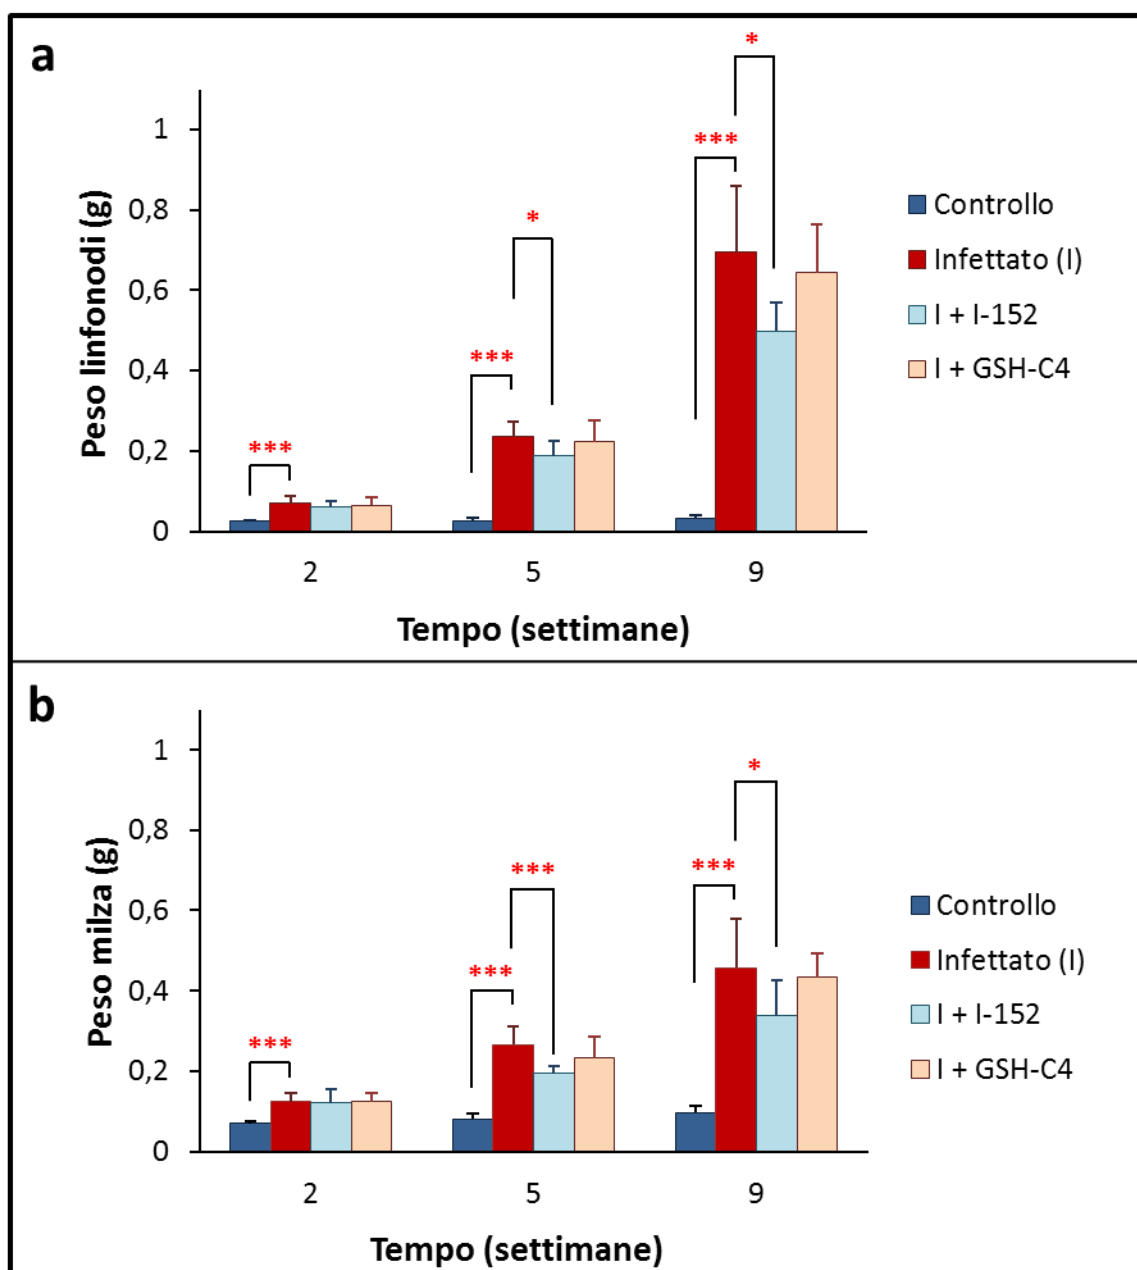 a
Peso linfonodi (g)
1
0,8
0,6
0,4
0,2
0
***
***
*
***
*
2
5
9
Tempo (settimane)
Controllo
Infettato (I)
I + I-152
I + GSH-C4
b
Peso milza (g)
1
0,8
0,6
0,4
0,2
0
***
***
***
***
*
2
5
9
Tempo (settimane)
Controllo
Infettato (I)
I + I-152
I + GSH-C4